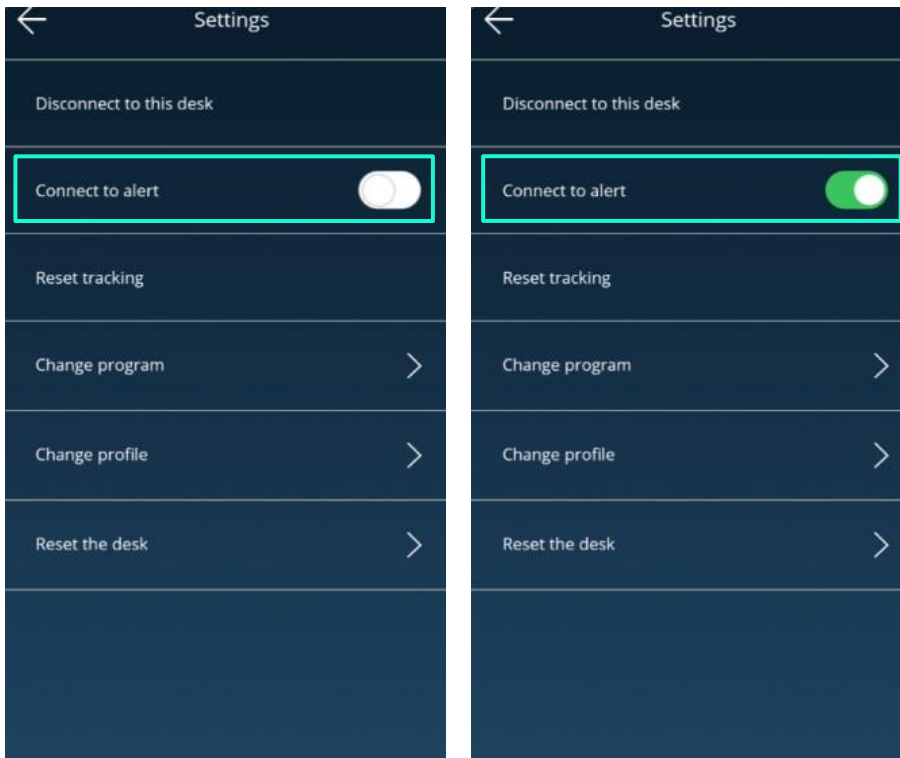 Settings
Disconnect to this desk
Connect to alert
Reset tracking
Change program
Change profile
Reset the desk
Settings
Disconnect to this desk
Connect to alert
Reset tracking
Change program
Change profile
Reset the desk